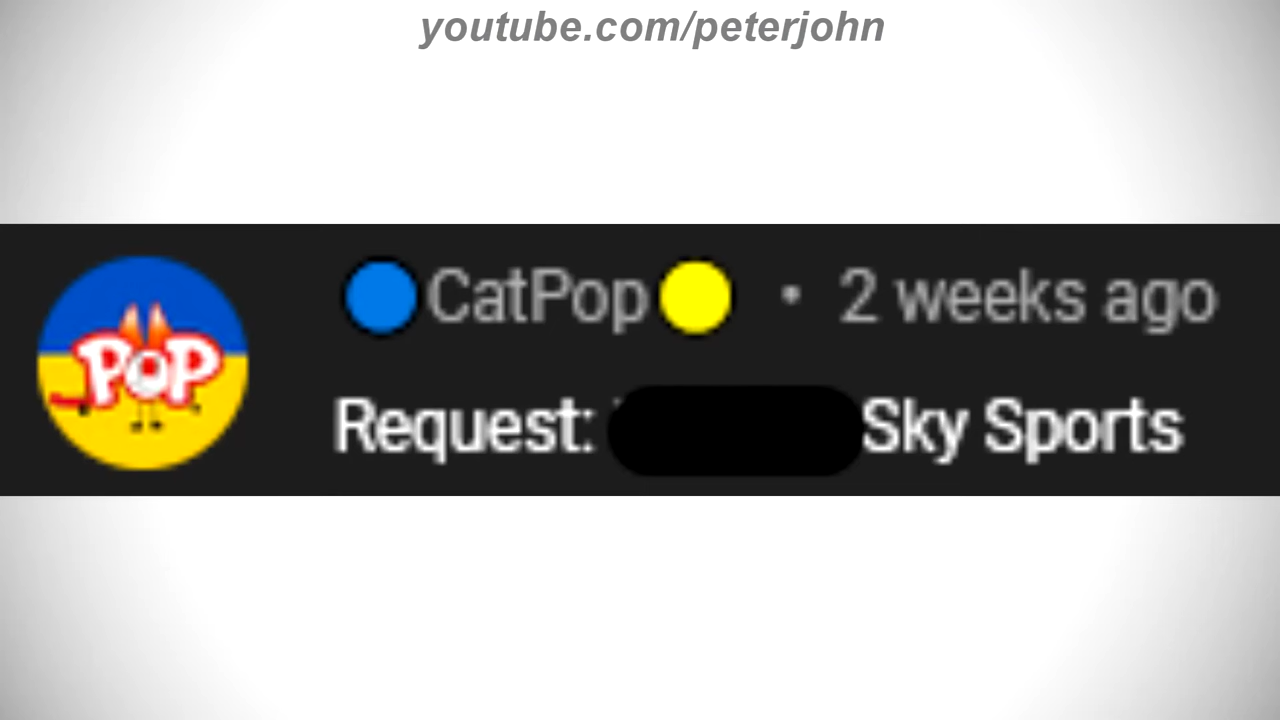 youtube.com/peterjohn
🔵CatPop🟡 • 2 weeks ago
POP
Request: Sky Sports